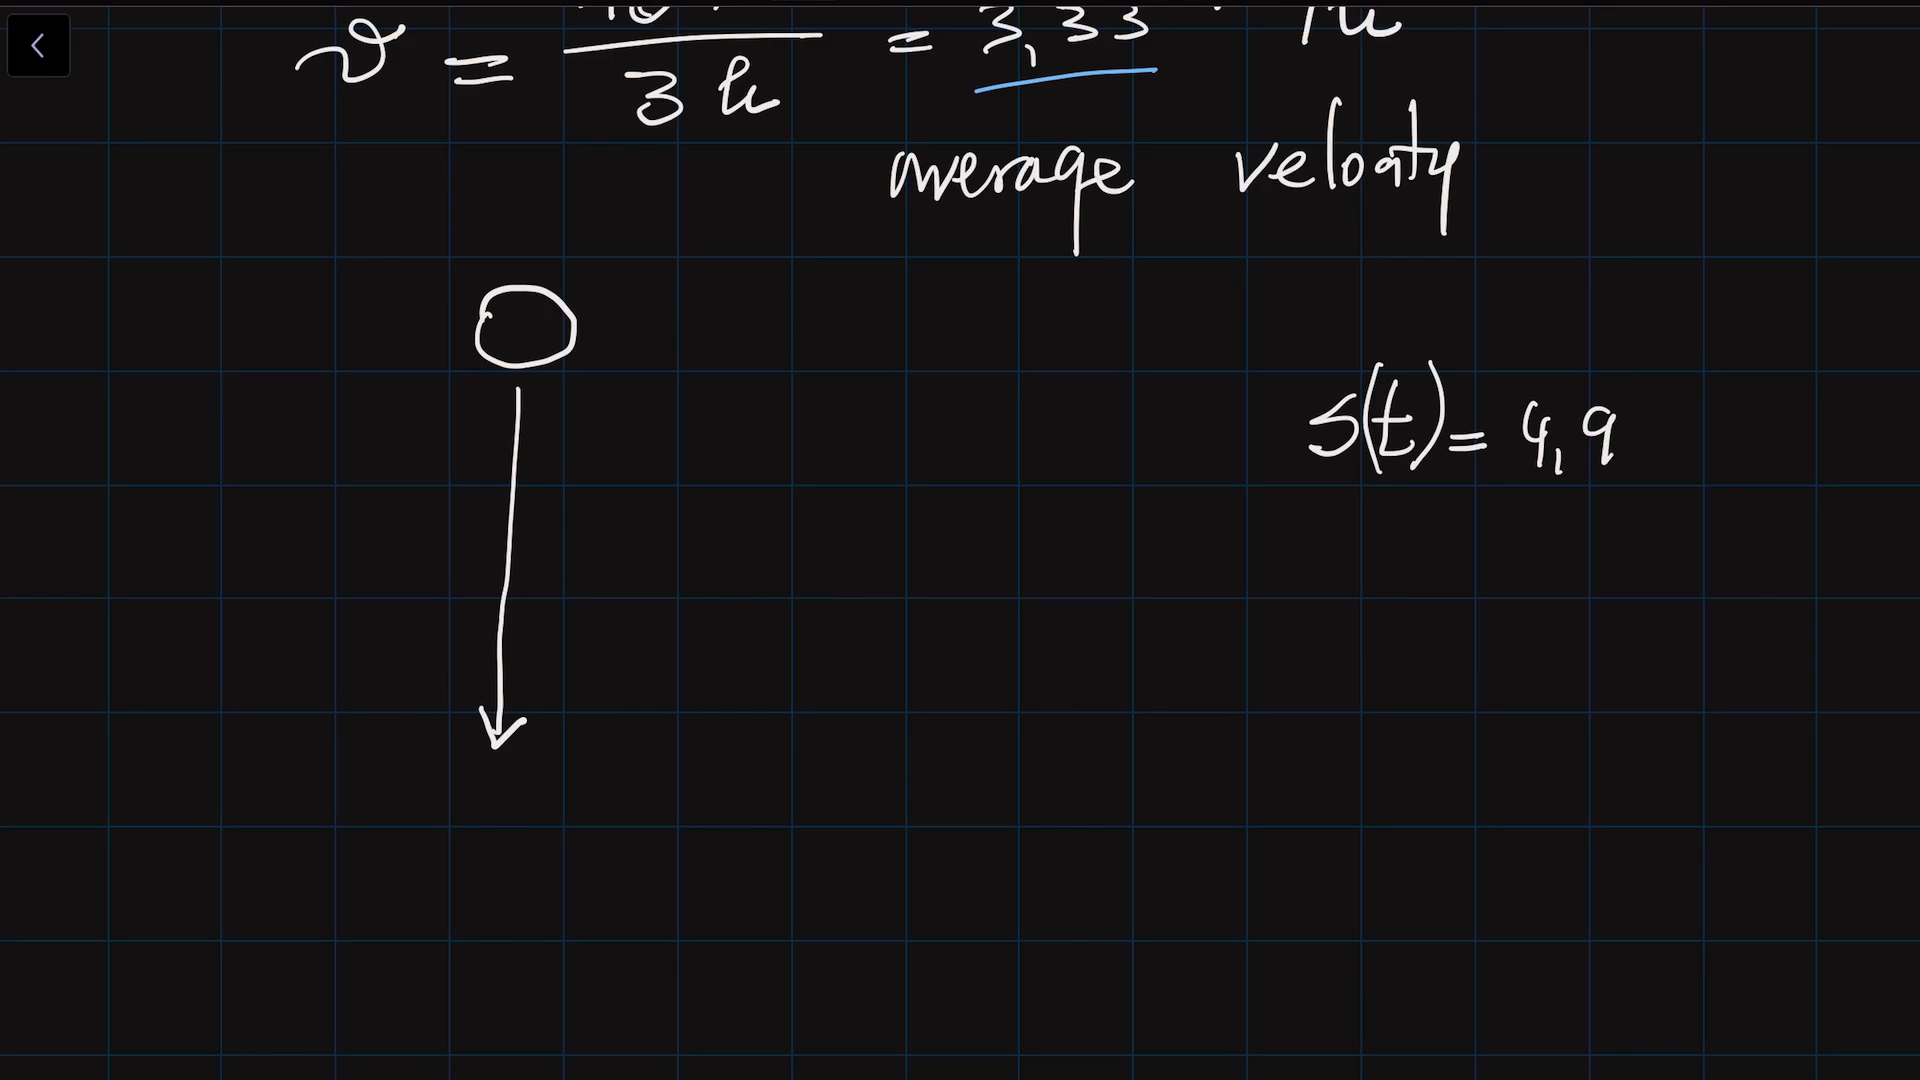 v = 3 h = 3,33
average velocity
s(t) = 4,9